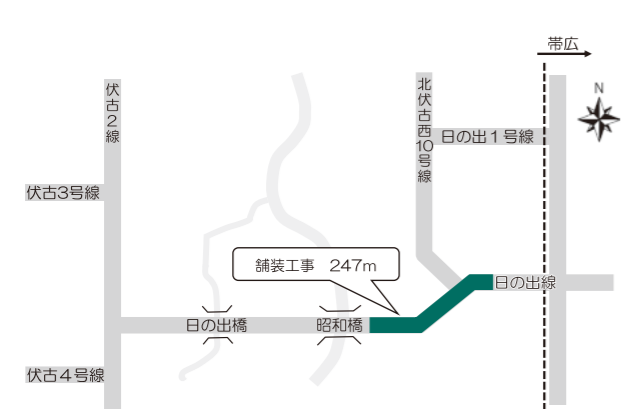 帯広
N
伏古2線
北伏古西10号線
日の出1号線
伏古3号線
舗装工事　247m
日の出線
日の出橋
昭和橋
伏古4号線